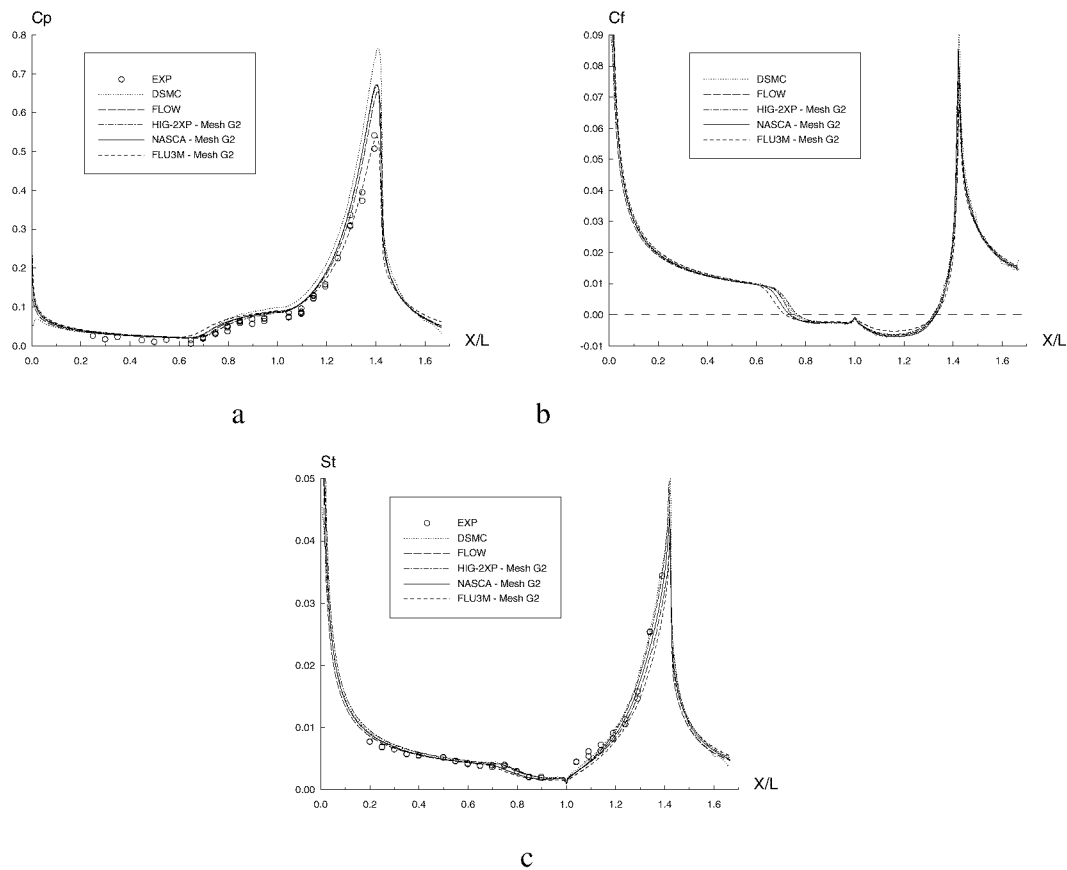 Cp
0.8
0.7
0.6
0.5
0.4
0.3
0.2
0.1
0.0
EXP
DSMC
FLOW
HIG-2XP - Mesh G2
NASCA - Mesh G2
FLU3M - Mesh G2
0.0 0.2 0.4 0.6 0.8 1.0 1.2 1.4 1.6
X/L
a
Cf
0.09
0.08
0.07
0.06
0.05
0.04
0.03
0.02
0.01
0.00
-0.01
DSMC
FLOW
HIG-2XP - Mesh G2
NASCA - Mesh G2
FLU3M - Mesh G2
0.0 0.2 0.4 0.6 0.8 1.0 1.2 1.4 1.6
X/L
b
St
0.05
0.04
0.03
0.02
0.01
0.00
EXP
DSMC
FLOW
HIG-2XP - Mesh G2
NASCA - Mesh G2
FLU3M - Mesh G2
0.0 0.2 0.4 0.6 0.8 1.0 1.2 1.4 1.6
X/L
c